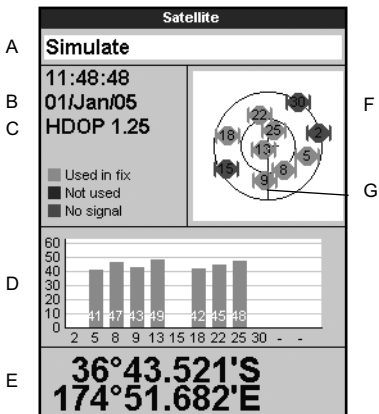 Satellite
A
Simulate
11:48:48
B
01/Jan/05
C
HDOP 1.25
Used in fix
Not used
No signal
30
22
25
2
18
13
5
15
8
9
F
G
60
50
40
30
20
10
0
41 47 43 49 42 45 48
2 5 8 9 13 15 18 22 25 30 - -
D
E
36°43.521'S
174°51.682'E